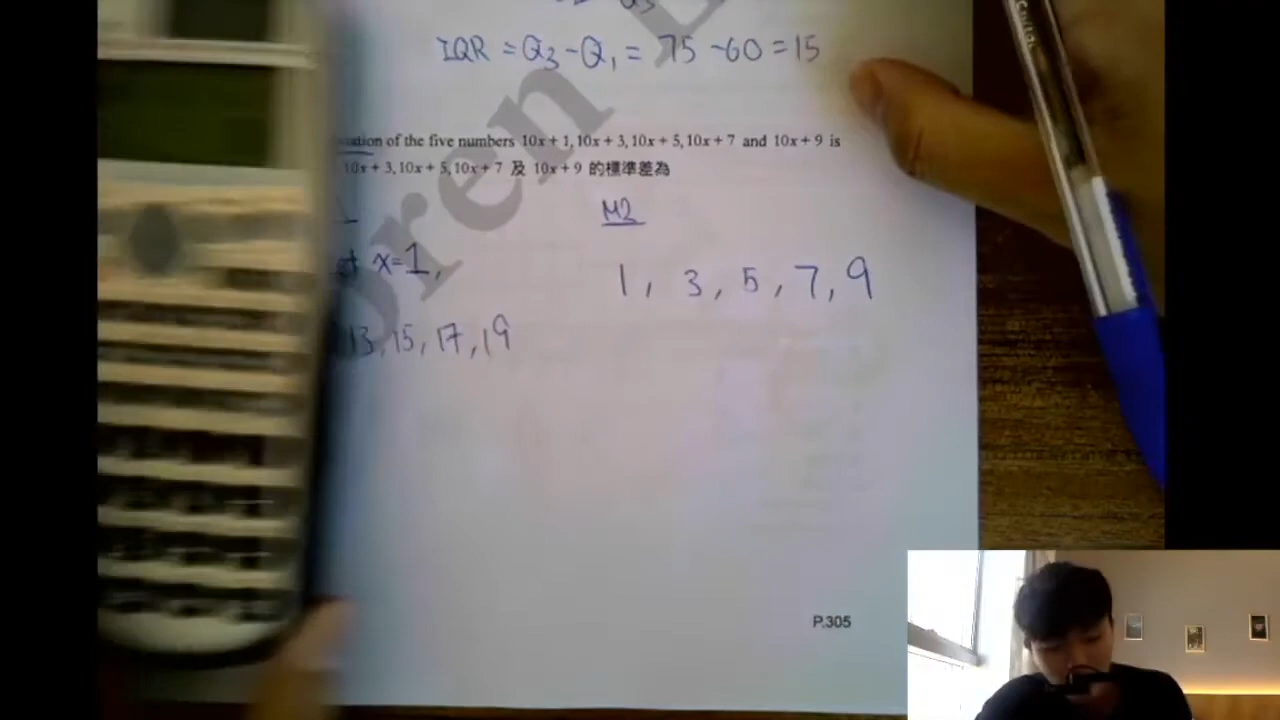 IQR = Q3 - Q1 = 75 - 60 = 15
of the five numbers 10x + 1, 10x + 3, 10x + 5, 10x + 7 and 10x + 9 is
10x + 3, 10x + 5, 10x + 7 及 10x + 9 的標準差為
M2
x=1,
1, 3, 5, 7, 9
13, 15, 17, 19
P.305